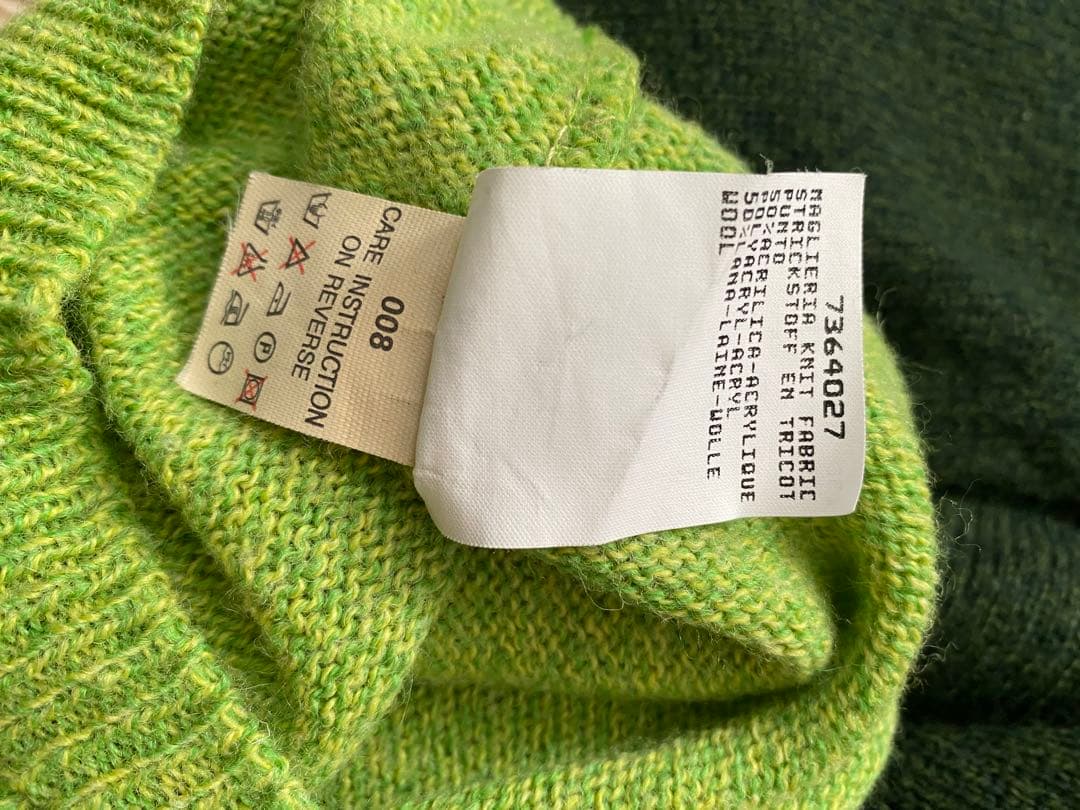 008
CARE INSTRUCTION
ON REVERSE
P
7364027
MAGLIERIA KNIT FABRIC
STRICKSTOFF EN TRICOT
PUNTO
50%ACRILICA-ACRYLIQUE
POLYACRYL-ACRYL
50%LANA-LAINE-WOLLE
WOOL